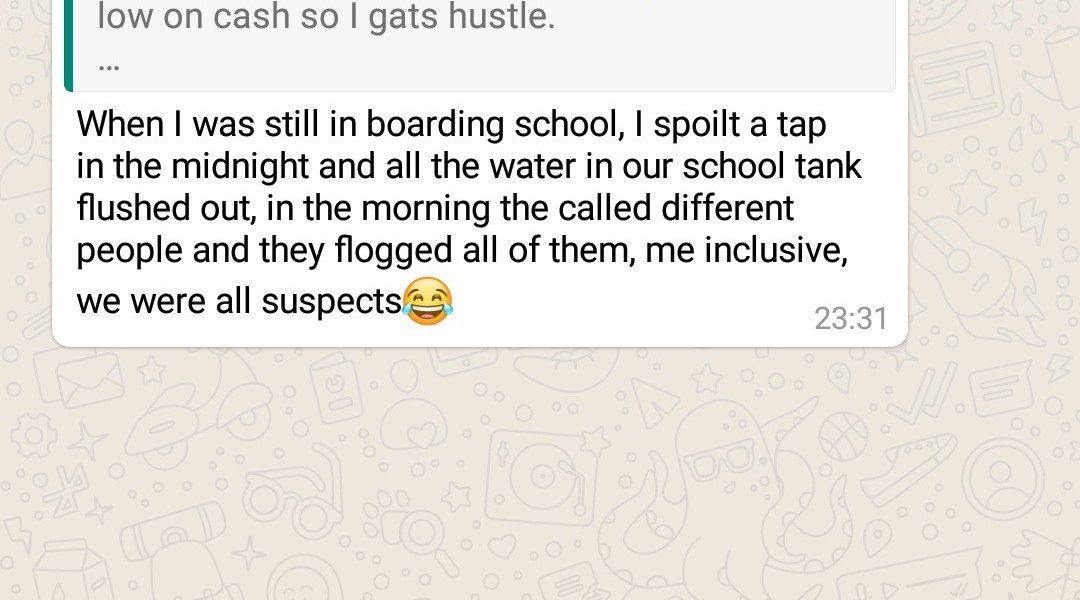 low on cash so I gats hustle.
...
When I was still in boarding school, I spoilt a tap
in the midnight and all the water in our school tank
flushed out, in the morning the called different
people and they flogged all of them, me inclusive,
we were all suspects😂
23:31